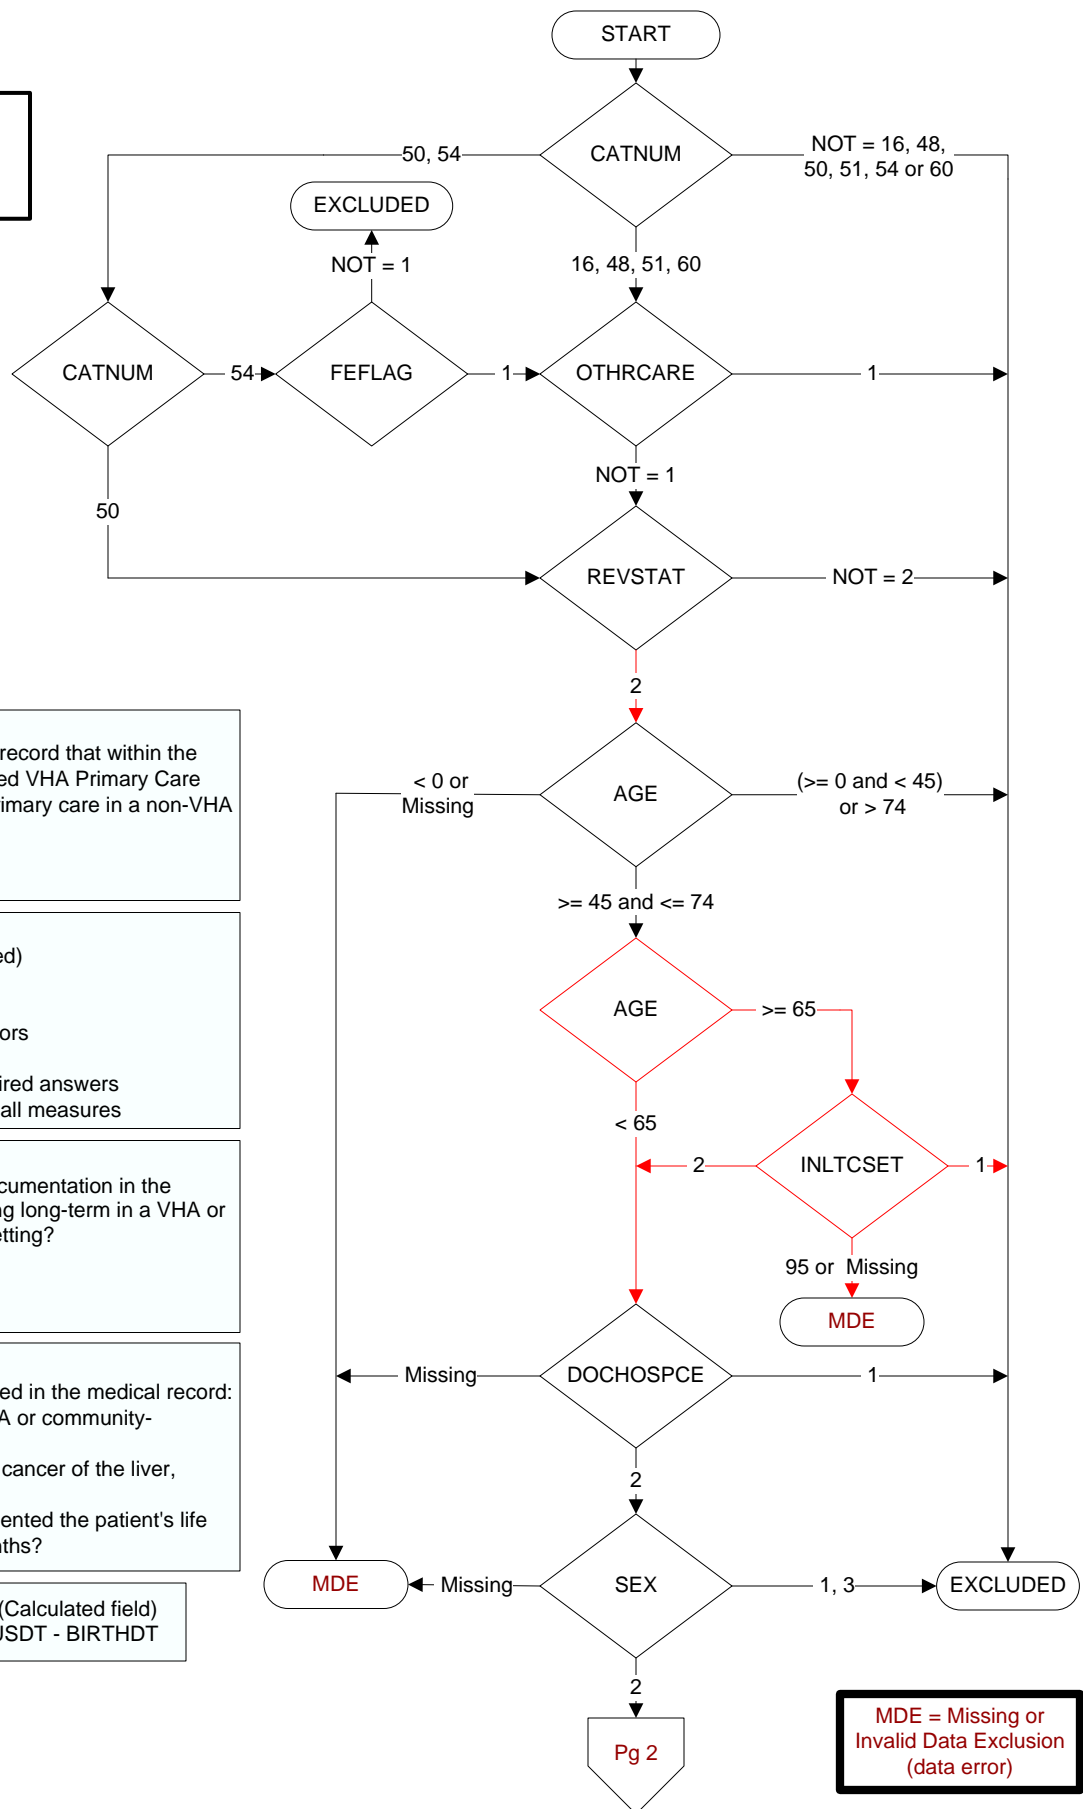 START
CATNUM
50, 54
NOT = 16, 48,
50, 51, 54 or 60
EXCLUDED
NOT = 1
16, 48, 51, 60
CATNUM
54
FEFLAG
1
OTHRCARE
1
NOT = 1
50
REVSTAT
NOT = 2
2
record that within the
ed VHA Primary Care
rimary care in a non-VHA
< 0 or
Missing
AGE
(>= 0 and < 45)
or > 74
>= 45 and <= 74
ed)
ors
ired answers
all measures
AGE
>= 65
< 65
cumentation in the
ng long-term in a VHA or
etting?
2
INLTCSET
1
95 or Missing
MDE
ed in the medical record:
A or community-
cancer of the liver,
ented the patient's life
nths?
Missing
DOCHOSPCE
1
2
MDE
Missing
SEX
1, 3
EXCLUDED
(Calculated field)
USDT - BIRTHDT
2
Pg 2
MDE = Missing or
Invalid Data Exclusion
(data error)